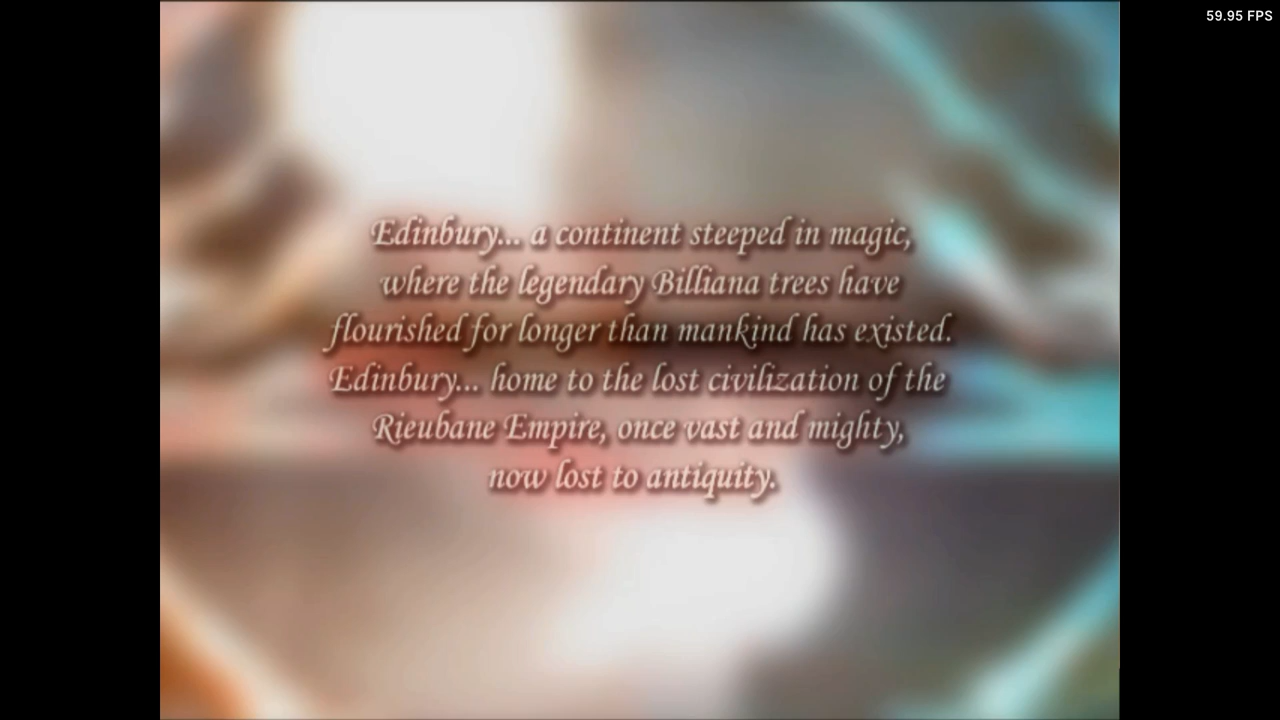 59.95 FPS
Edinbury... a continent steeped in magic,
where the legendary Billiana trees have
flourished for longer than mankind has existed.
Edinbury... home to the lost civilization of the
Rieubane Empire, once vast and mighty,
now lost to antiquity.